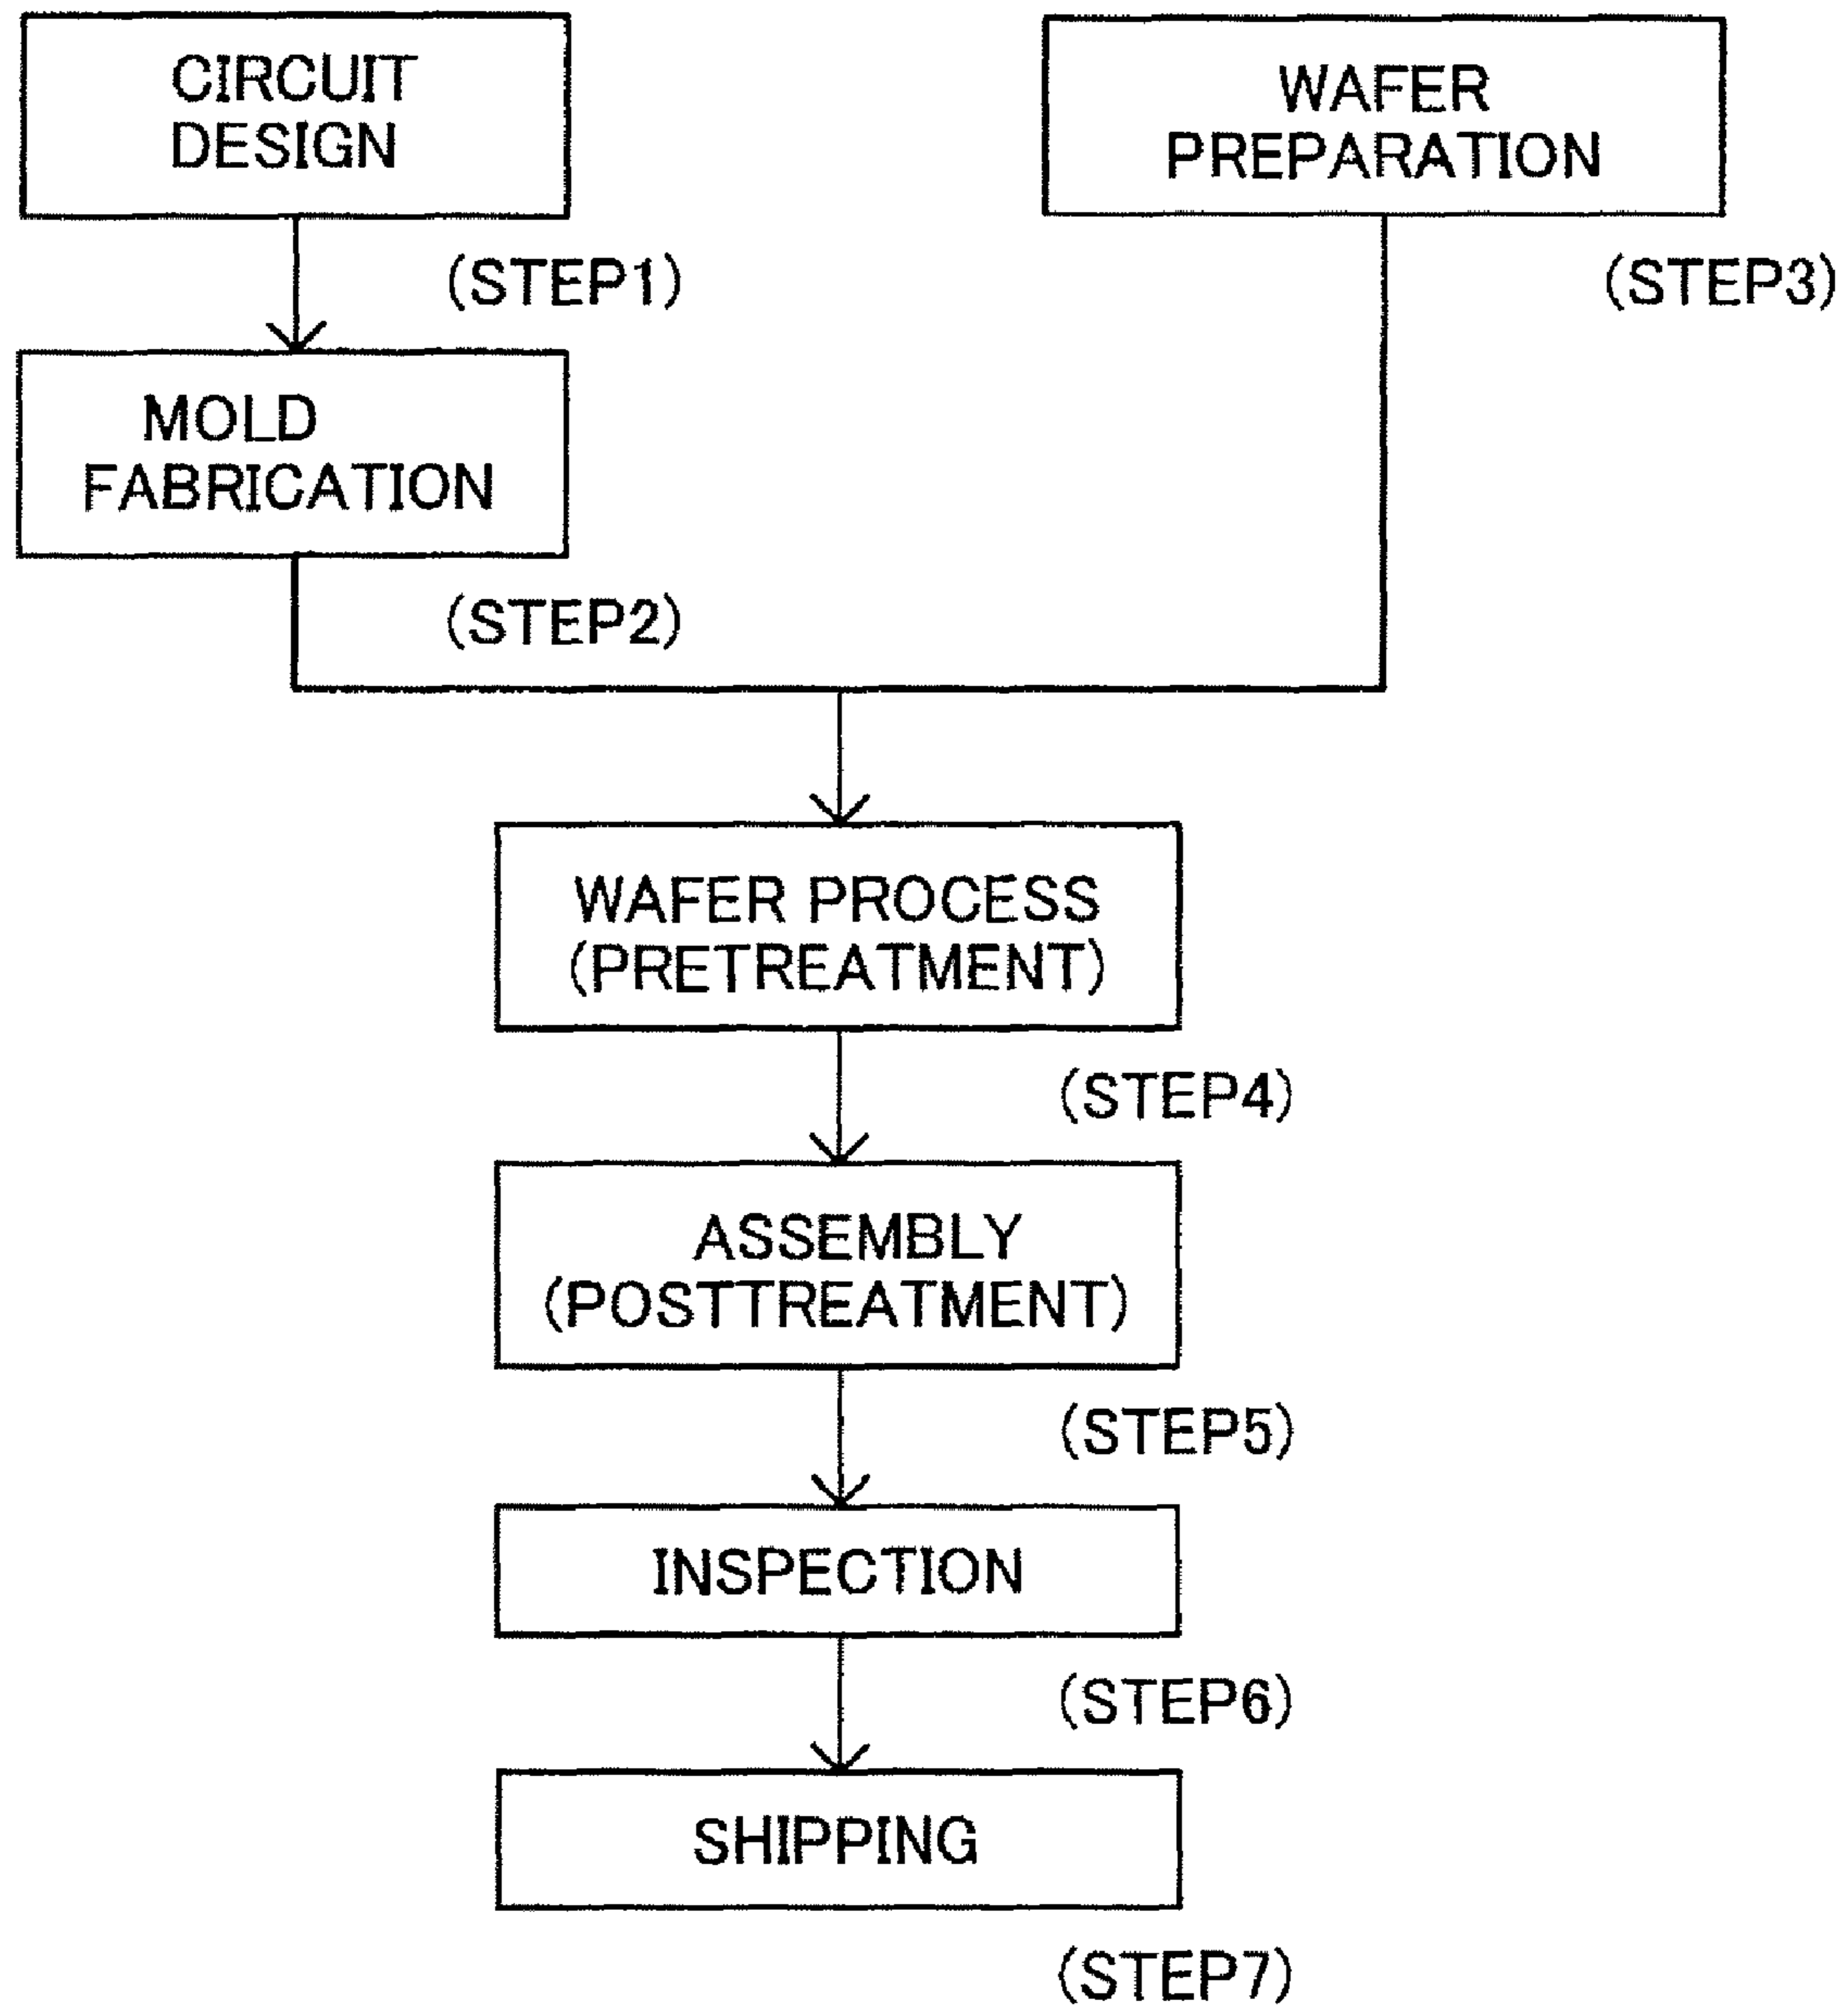 CIRCUIT
DESIGN
(STEP1)
MOLD
FABRICATION
(STEP2)
WAFER
PREPARATION
(STEP3)
WAFER PROCESS
(PRETREATMENT)
(STEP4)
ASSEMBLY
(POSTTREATMENT)
(STEP5)
INSPECTION
(STEP6)
SHIPPING
(STEP7)